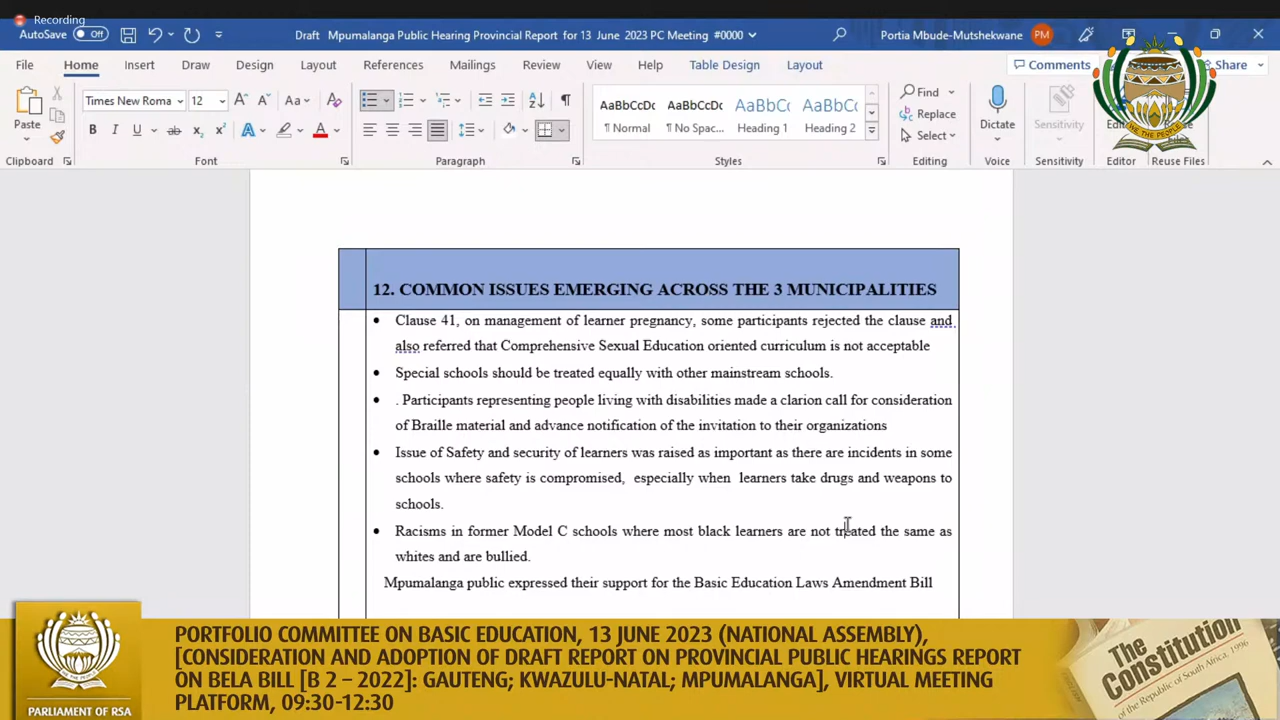 Recording
AutoSave Off Draft Mpumalanga Public Hearing Provincial Report for 13 June 2023 PC Meeting #0000 Portia Mbude-Mutshekwane PM
File Home Insert Draw Design Layout References Mailings Review View Help Table Design Layout Comments Share
Times New Roma 12 Aa AaBbCcDc AaBbCcDc AaBbCc AaBbCc Find
Paste B I U ab x₂ x² A A ¶ Normal ¶ No Spac... Heading 1 Heading 2 Replace Select Dictate Sensitivity
Clipboard Font Paragraph Styles Editing Voice Sensitivity Editor Reuse Files
12. COMMON ISSUES EMERGING ACROSS THE 3 MUNICIPALITIES
• Clause 41, on management of learner pregnancy, some participants rejected the clause and
also referred that Comprehensive Sexual Education oriented curriculum is not acceptable
• Special schools should be treated equally with other mainstream schools.
• . Participants representing people living with disabilities made a clarion call for consideration
of Braille material and advance notification of the invitation to their organizations
• Issue of Safety and security of learners was raised as important as there are incidents in some
schools where safety is compromised, especially when learners take drugs and weapons to
schools.
• Racisms in former Model C schools where most black learners are not treated the same as
whites and are bullied.
Mpumalanga public expressed their support for the Basic Education Laws Amendment Bill
PORTFOLIO COMMITTEE ON BASIC EDUCATION, 13 JUNE 2023 (NATIONAL ASSEMBLY),
[CONSIDERATION AND ADOPTION OF DRAFT REPORT ON PROVINCIAL PUBLIC HEARINGS REPORT
ON BELA BILL [B 2 – 2022]: GAUTENG; KWAZULU-NATAL; MPUMALANGA], VIRTUAL MEETING
PLATFORM, 09:30-12:30
PARLIAMENT OF RSA
The
Constitution
of the Republic of South Africa, 1996